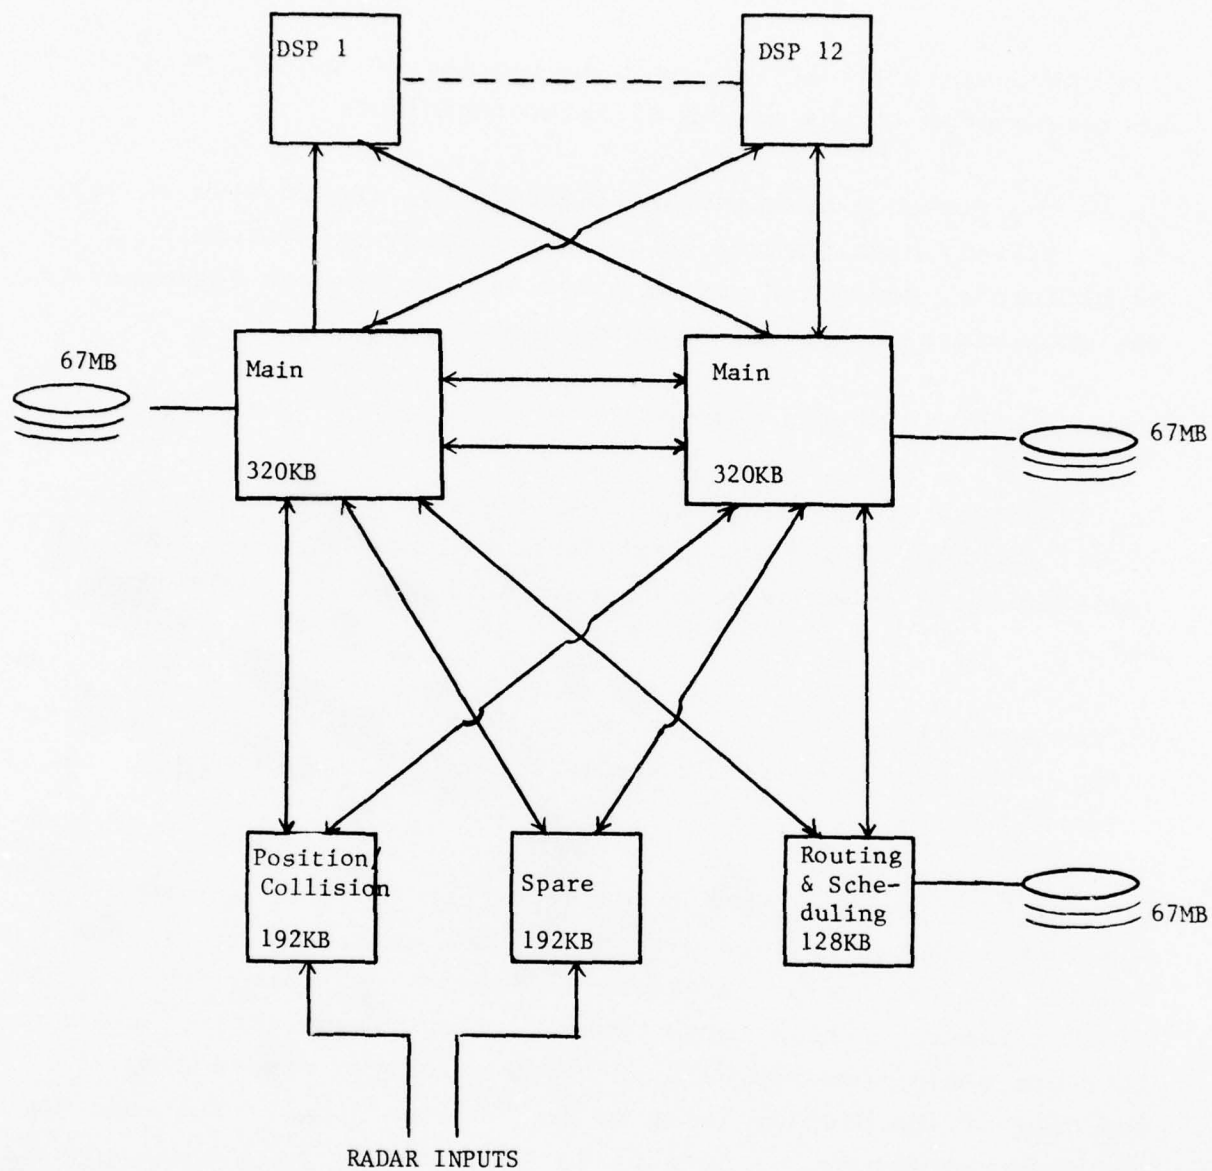 DSP 1
DSP 12
67MB
Main
320KB
Main
320KB
67MB
Position/
Collision
192KB
Spare
192KB
Routing
& Sche-
duling
128KB
67MB
RADAR INPUTS